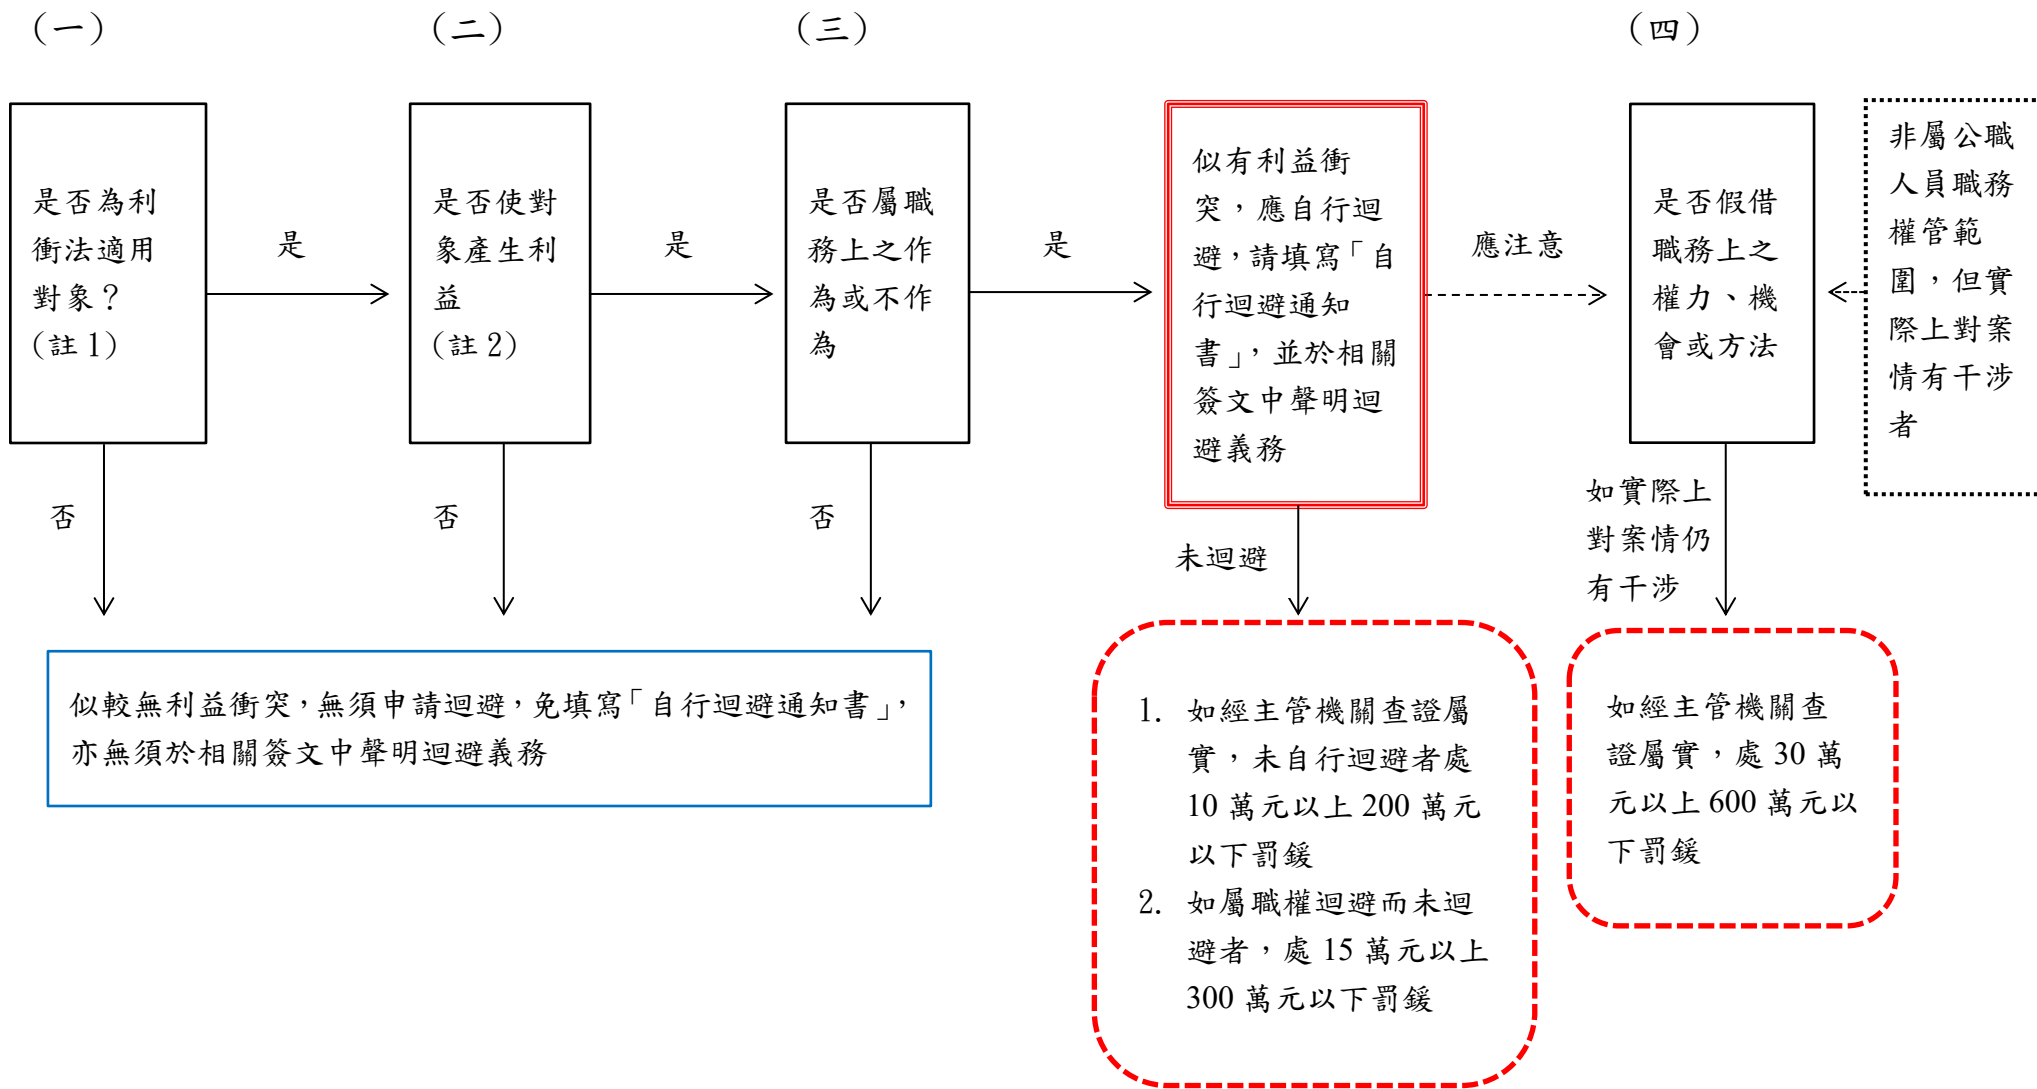 (一)
(二)
(三)
(四)
是否為利
衝法適用
對象?
(註 1)
是
是否使對
象產生利
益
(註 2)
是
是否屬職
務上之作
為或不作
為
是
似有利益衝
突,應自行迴
避,請填寫「自
行迴避通知
書」,並於相關
簽文中聲明迴
避義務
應注意
是否假借
職務上之
權力、機
會或方法
非屬公職
人員職務
權管範
圍,但實
際上對案
情有干涉
者
否
否
否
未迴避
如實際上
對案情仍
有干涉
似較無利益衝突,無須申請迴避,免填寫「自行迴避通知書」,
亦無須於相關簽文中聲明迴避義務
1. 如經主管機關查證屬
實,未自行迴避者處
10 萬元以上 200 萬元
以下罰鍰
2. 如屬職權迴避而未迴
避者,處 15 萬元以上
300 萬元以下罰鍰
如經主管機關查
證屬實,處 30 萬
元以上 600 萬元以
下罰鍰